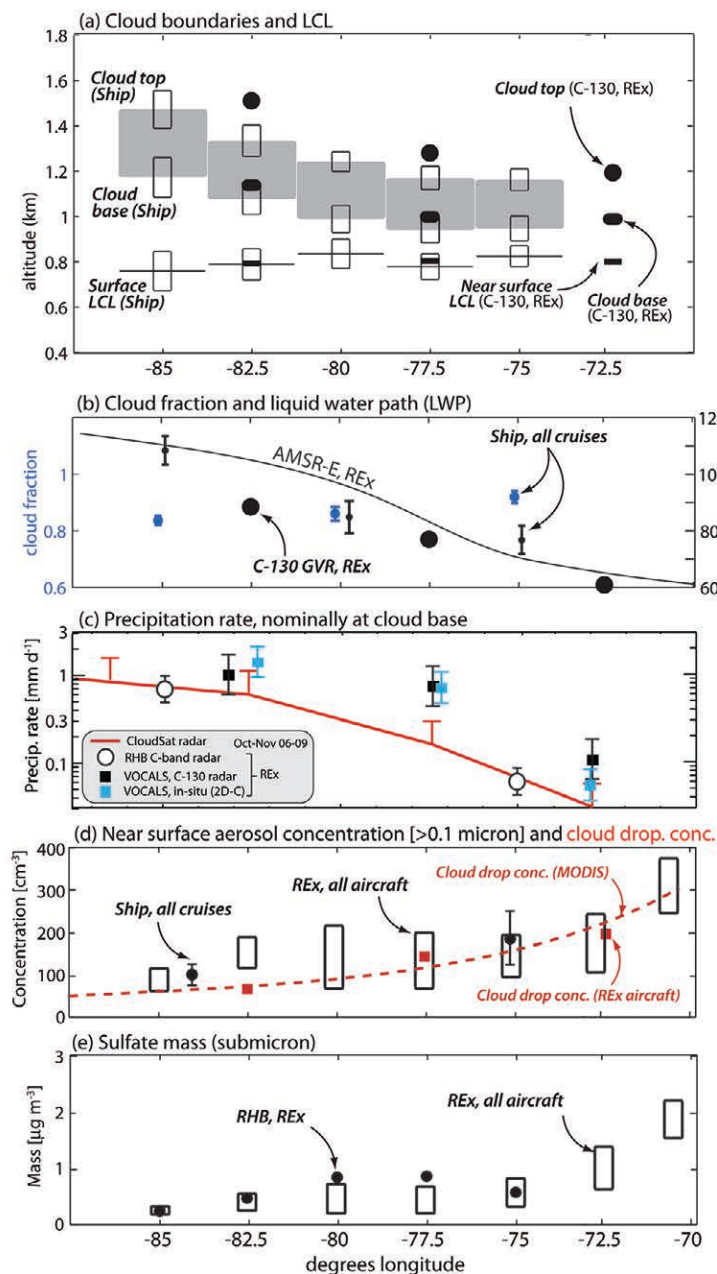 (a) Cloud boundaries and LCL
1.8
1.6
1.4
1.2
1
0.8
0.6
0.4
altitude (km)
Cloud top
(Ship)
Cloud
base (Ship)
Surface
LCL (Ship)
Cloud top (C-130, REx)
Near surface
LCL (C-130, REx)
Cloud base
(C-130, REx)
-85
-82.5
-80
-77.5
-75
-72.5
(b) Cloud fraction and liquid water path (LWP)
cloud fraction
1
0.8
0.6
12
10
80
60
AMSR-E, REx
Ship, all cruises
C-130 GVR, REx
(c) Precipitation rate, nominally at cloud base
Precip. rate [mm d-1]
3
1
0.3
0.1
CloudSat radar Oct-Nov 06-09
RHB C-band radar
VOCALS, C-130 radar
VOCALS, in-situ (2D-C)
REx
(d) Near surface aerosol concentration [>0.1 micron] and cloud drop. conc.
Concentration [cm-3]
400
300
200
100
0
Ship, all cruises
REx, all aircraft
Cloud drop conc. (MODIS)
Cloud drop conc. (REx aircraft)
(e) Sulfate mass (submicron)
Mass [µg m-3]
3
2
1
0
RHB, REx
REx, all aircraft
-85
-82.5
-80
-77.5
-75
-72.5
-70
degrees longitude